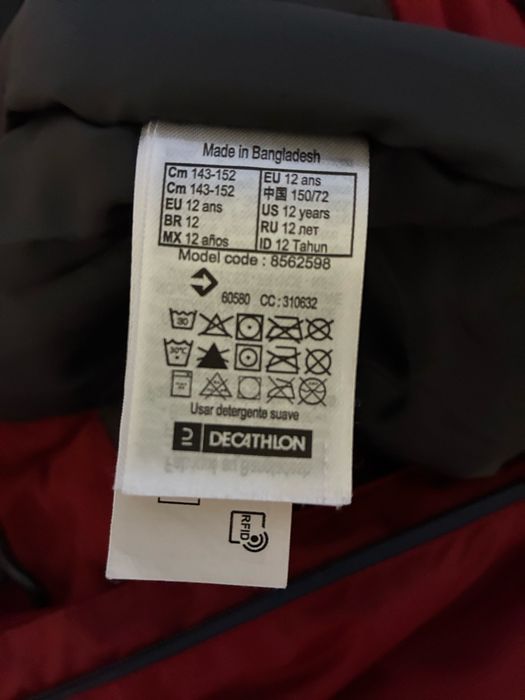 Made in Bangladesh
Cm 143-152 EU 12 ans
Cm 143-152 中国 150/72
EU 12 ans US 12 years
BR 12 RU 12 лет
MX 12 años ID 12 Tahun
Model code : 8562598
60580 CC : 310632
30
30°C
Usar detergente suave
DECATHLON
RFID